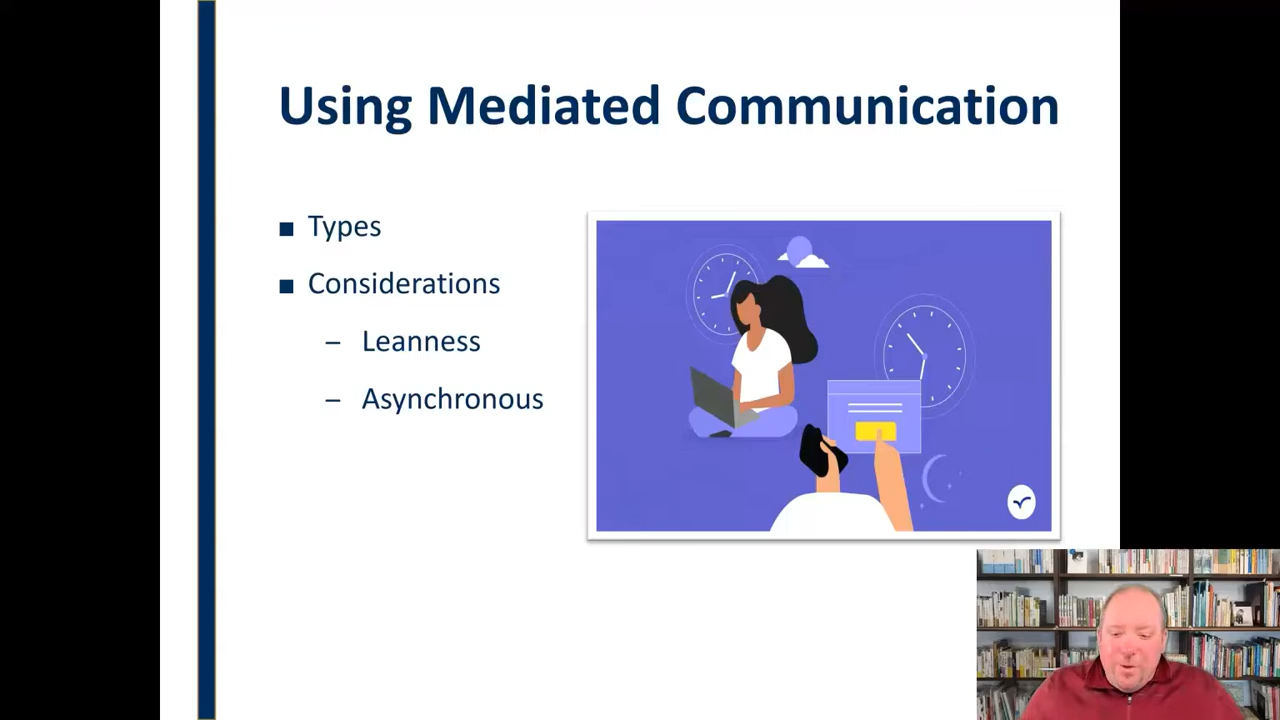 Using Mediated Communication
■ Types
■ Considerations
– Leanness
– Asynchronous